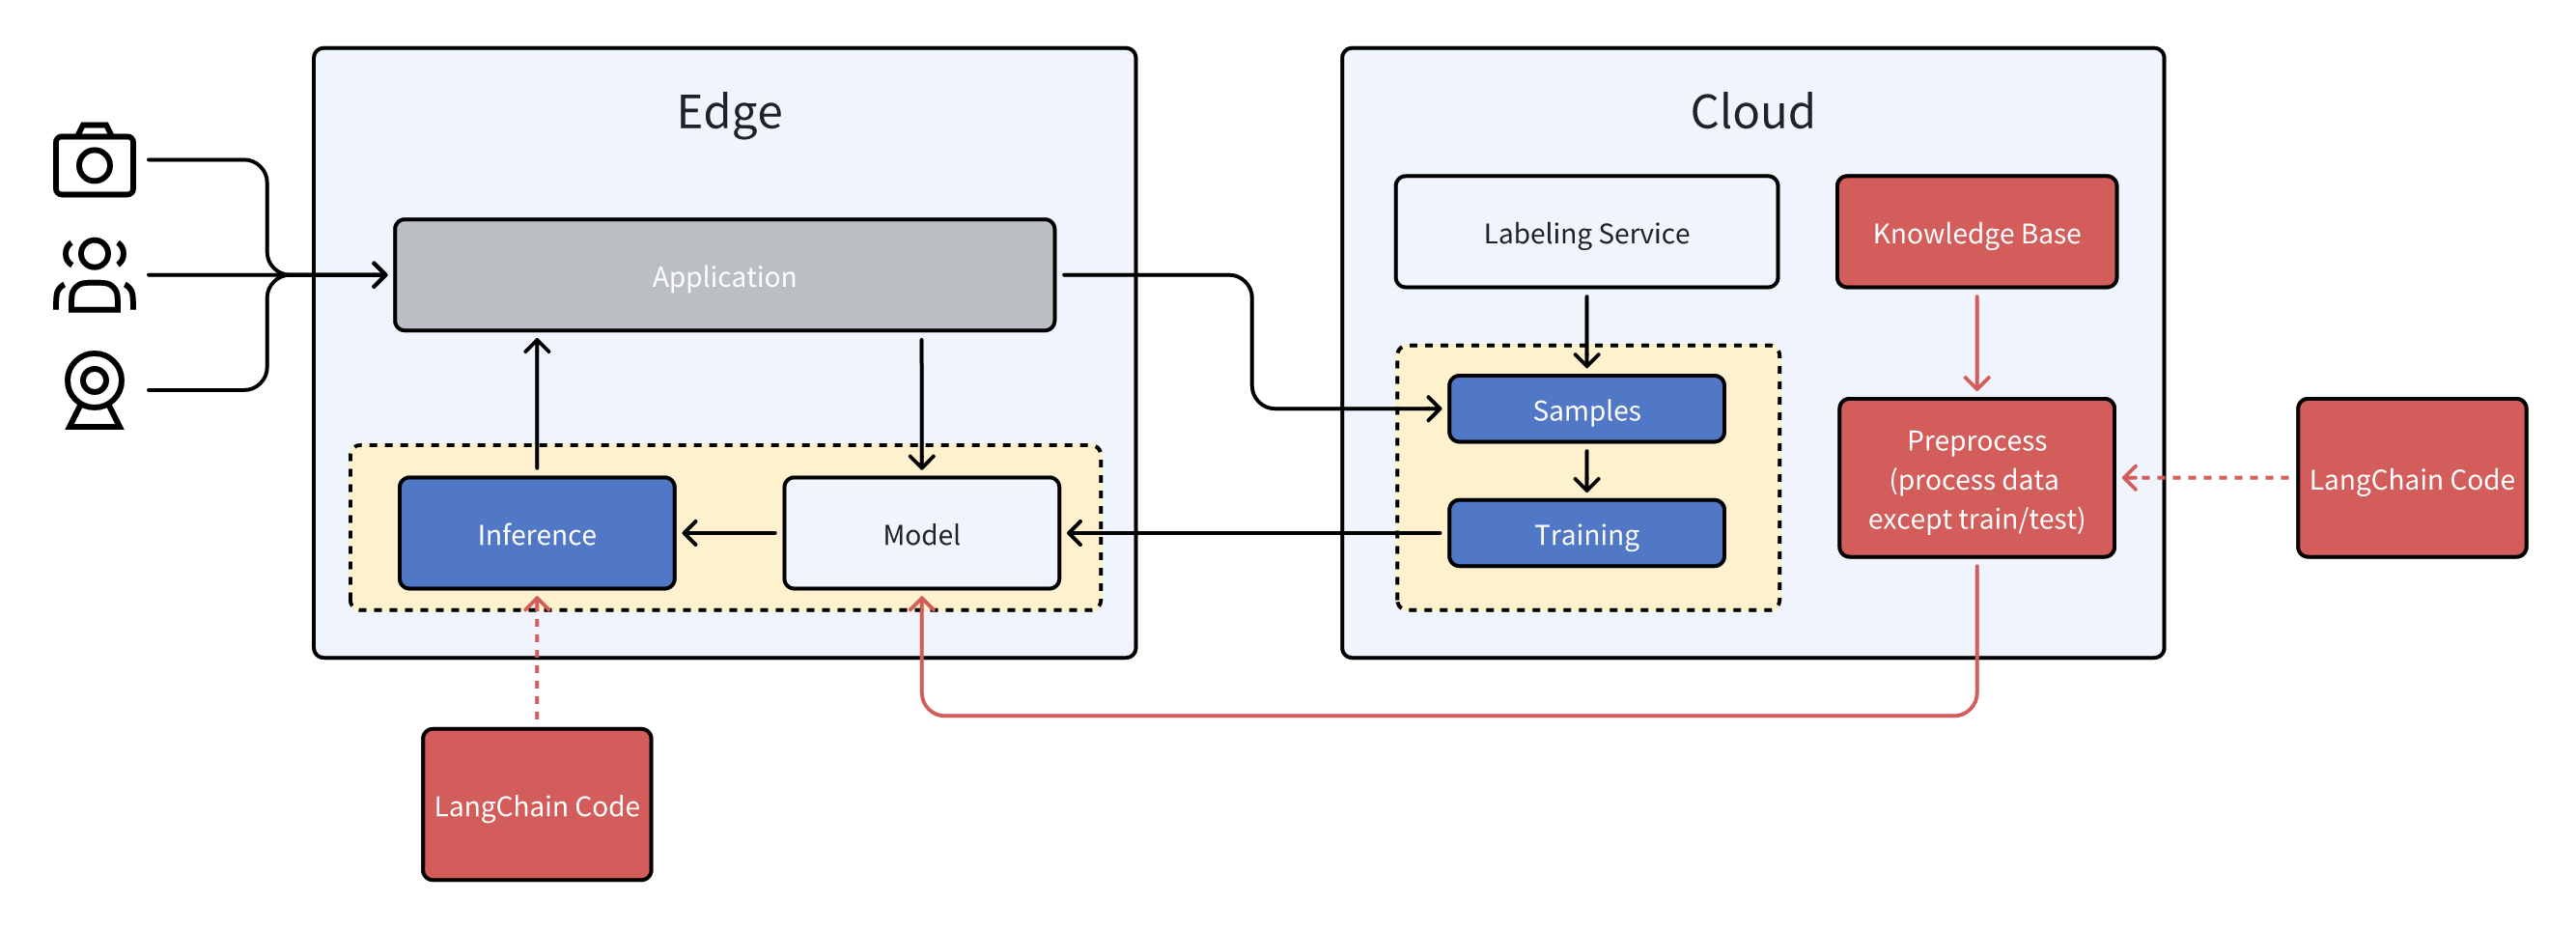 Edge
Application
Inference
Model
LangChain Code
Cloud
Labeling Service
Knowledge Base
Samples
Training
Preprocess
(process data
except train/test)
LangChain Code